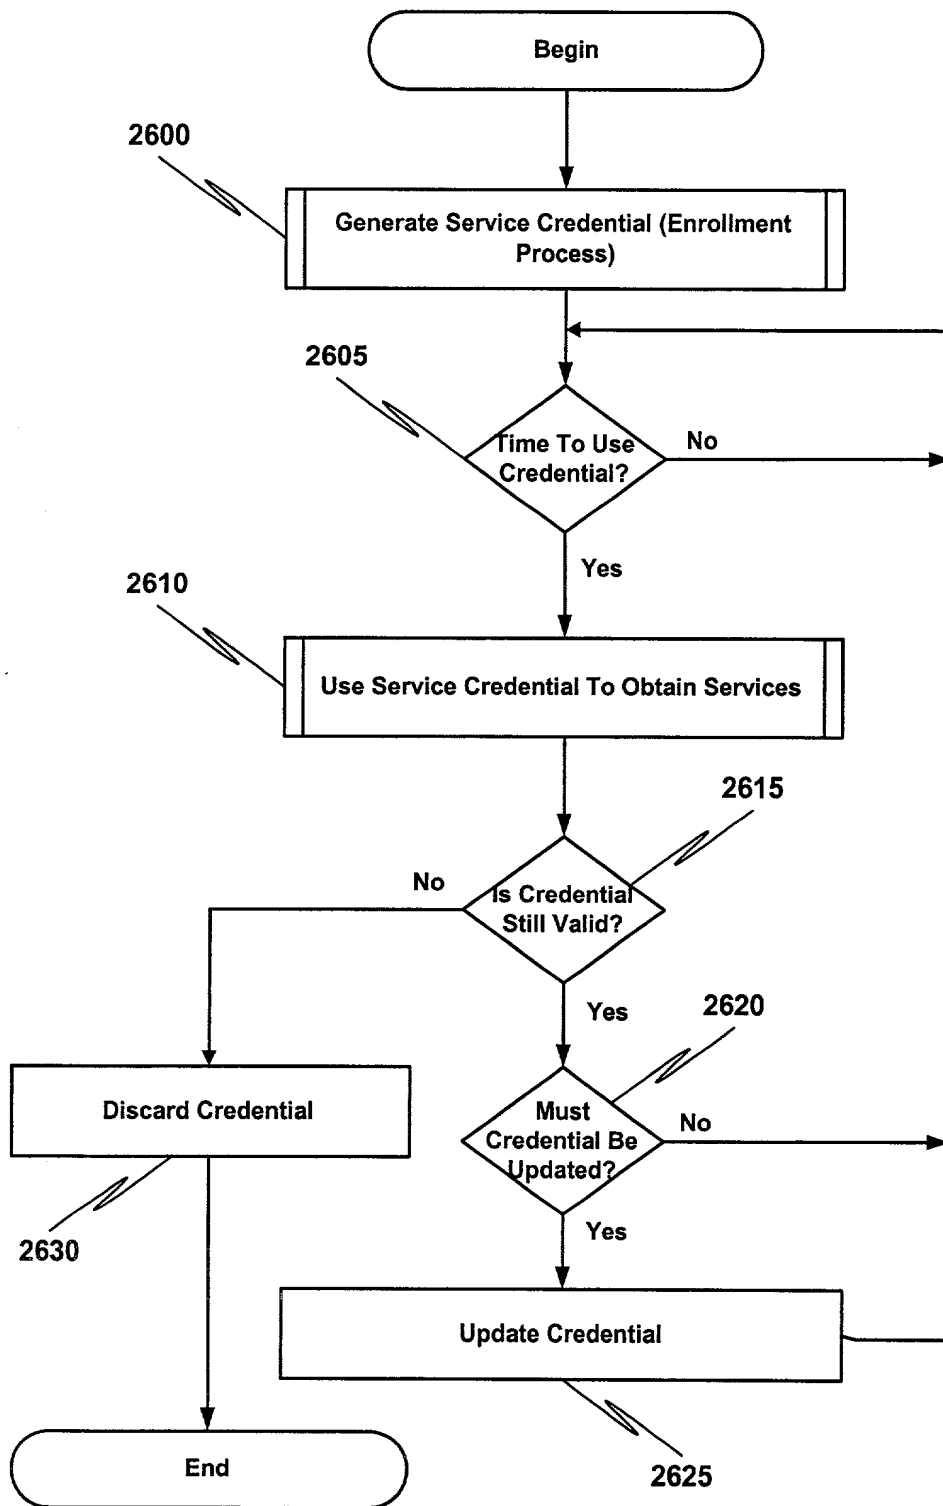 Begin
2600
Generate Service Credential (Enrollment
Process)
2605
Time To Use
Credential?
No
Yes
2610
Use Service Credential To Obtain Services
2615
No
Is Credential
Still Valid?
Yes
2620
Discard Credential
Must
Credential Be
Updated?
No
2630
Yes
Update Credential
End
2625